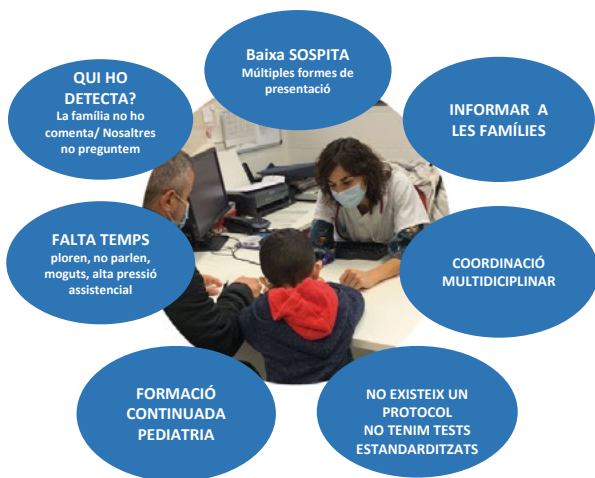 Baixa SOSPITA
Múltiples formes de
presentació
QUI HO
DETECTA?
La família no ho
comenta/ Nosaltres
no preguntem
INFORMAR A
LES FAMÍLIES
FALTA TEMPS
ploren, no parlen,
moguts, alta pressió
assistencial
COORDINACIÓ
MULTIDICIPLINAR
FORMACIÓ
CONTINUADA
PEDIATRIA
NO EXISTEIX UN
PROTOCOL
NO TENIM TESTS
ESTANDARDITZATS